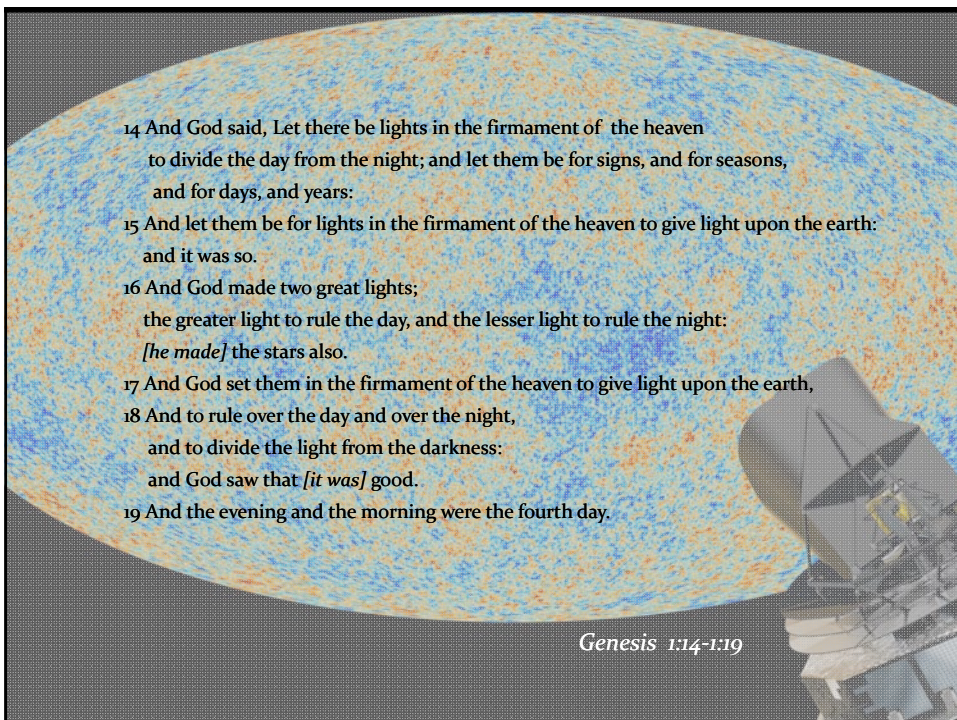 14 And God said, Let there be lights in the firmament of the heaven
to divide the day from the night; and let them be for signs, and for seasons,
and for days, and years:
15 And let them be for lights in the firmament of the heaven to give light upon the earth:
and it was so.
16 And God made two great lights;
the greater light to rule the day, and the lesser light to rule the night:
[he made] the stars also.
17 And God set them in the firmament of the heaven to give light upon the earth,
18 And to rule over the day and over the night,
and to divide the light from the darkness:
and God saw that [it was] good.
19 And the evening and the morning were the fourth day.
Genesis 1:14-1:19